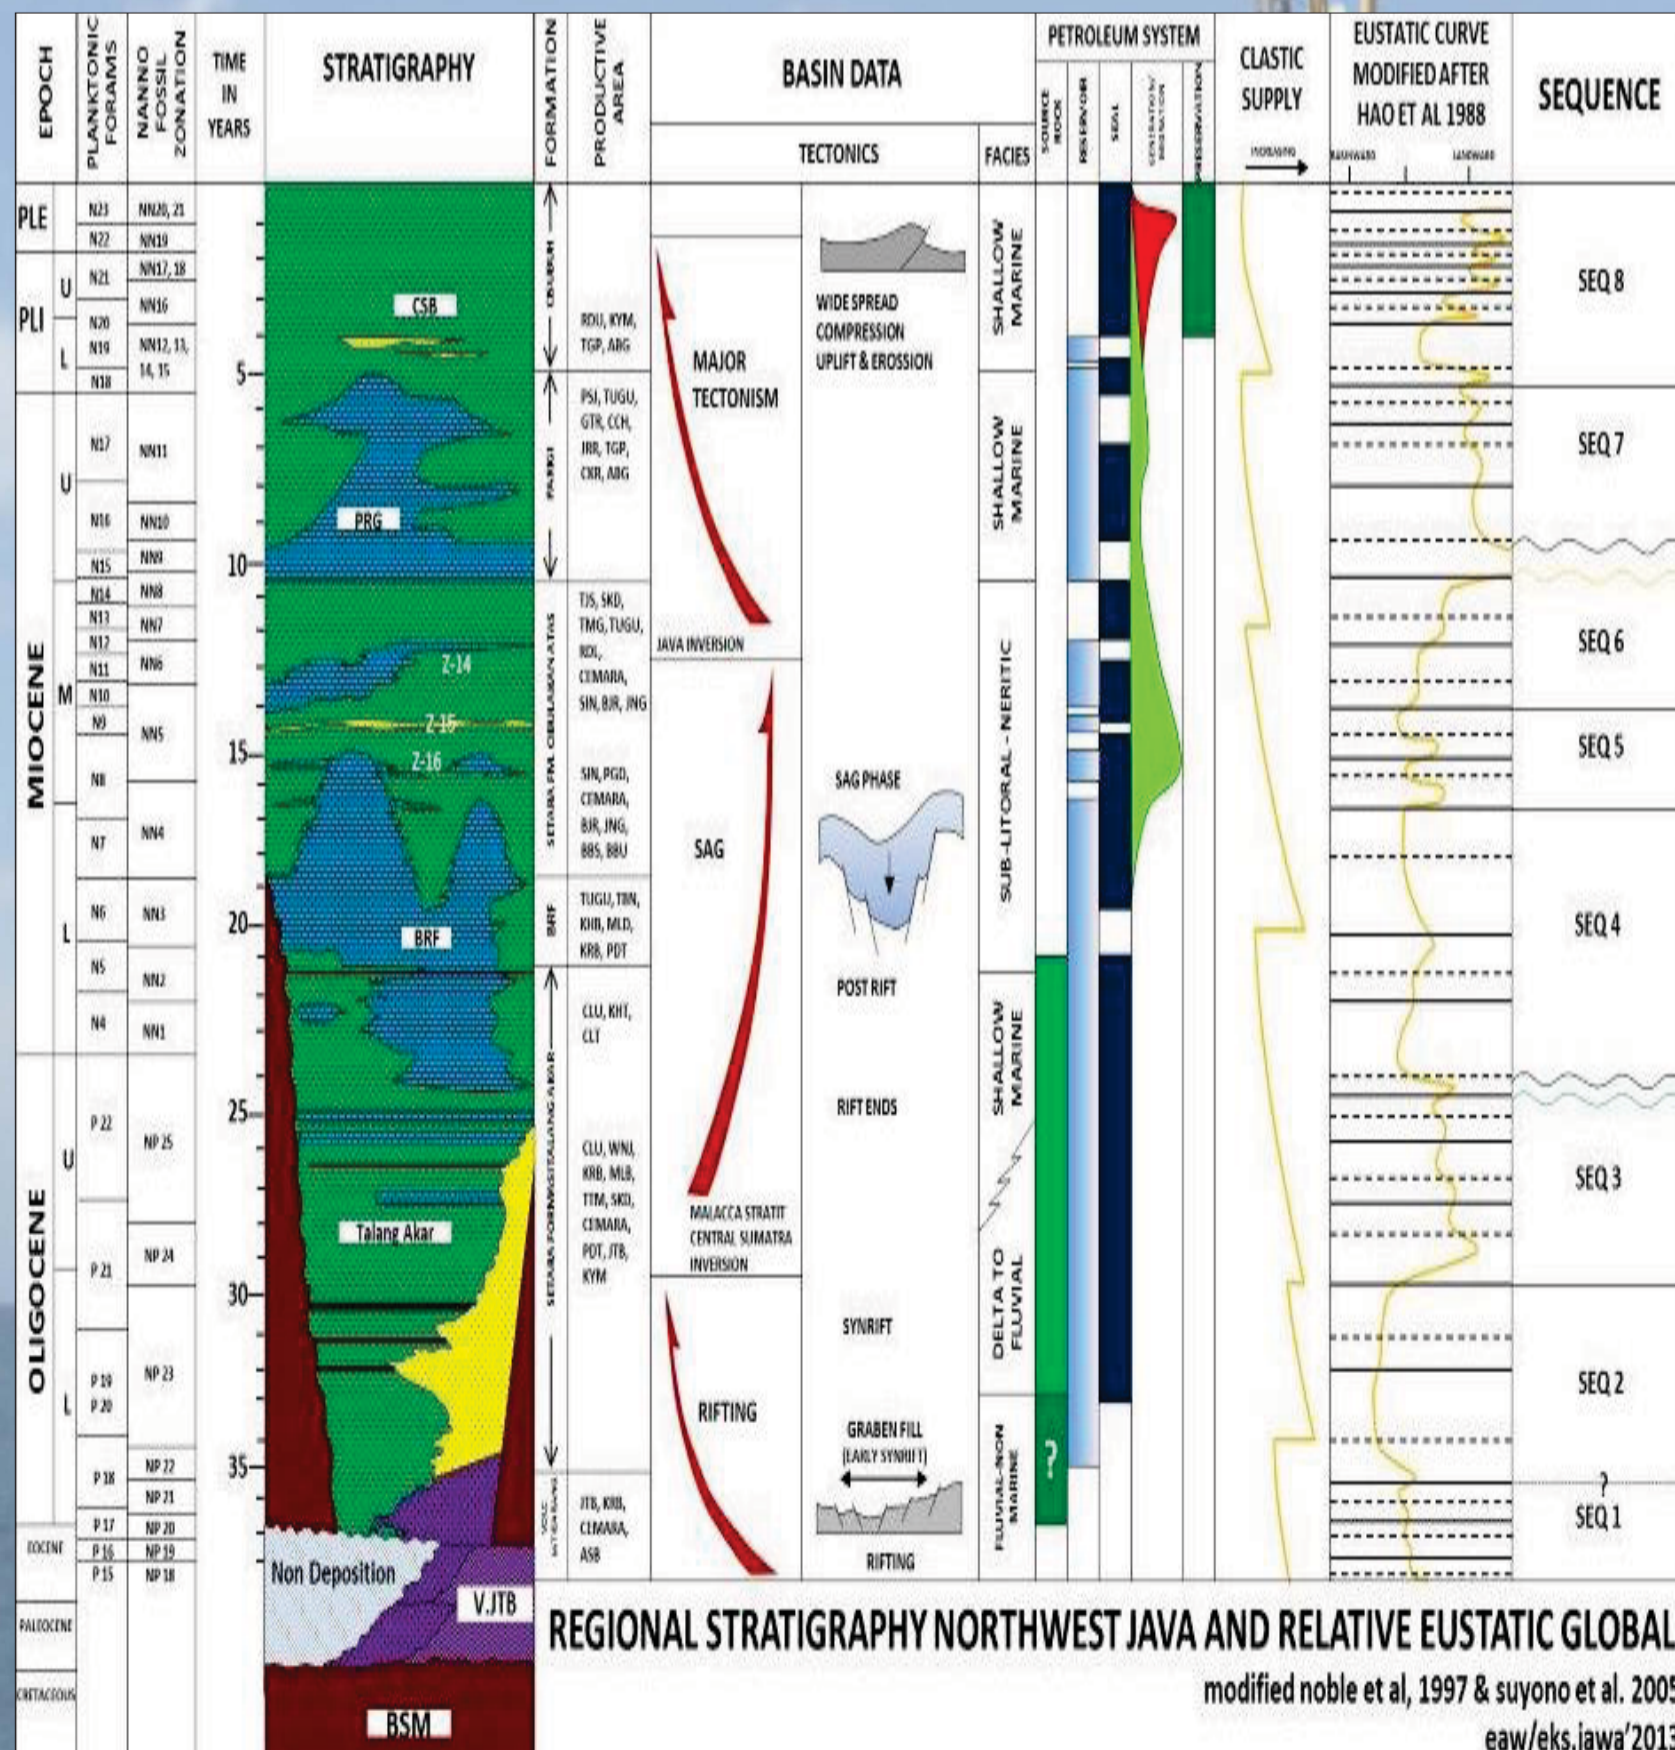 EPOCH
PLANKTONIC
FORAMS
NANNO
FOSSIL
ZONATION
TIME
IN
YEARS
STRATIGRAPHY
FORMATION
PRODUCTIVE
AREA
BASIN DATA
TECTONICS
FACIES
PETROLEUM SYSTEM
SOURCE
ROCK
RESERVOIR
SEAL
PRESERVATION
CLASTIC
SUPPLY
INCREASING
EUSTATIC CURVE
MODIFIED AFTER
HAO ET AL 1988
LANDWARD
SEQUENCE
PLE
PLI
U
L
MIOCENE
U
M
L
OLIGOCENE
U
L
EOCENE
PALEOCENE
CRETACEOUS
N23
N22
N21
N20
N19
N18
N17
N16
N15
N14
N13
N12
N11
N10
N9
N8
N7
N6
N5
N4
P 22
P 21
P 19
P 20
P 18
P 17
P 16
P 15
NN20, 21
NN19
NN17, 18
NN16
NN12, 13,
14, 15
NN11
NN10
NN9
NN8
NN7
NN6
NN5
NN4
NN3
NN2
NN1
NP 25
NP 24
NP 23
NP 22
NP 21
NP 20
NP 19
NP 18
5
10
15
20
25
30
35
CSB
PRG
Z-14
Z-15
Z-16
BRF
Talang Akar
Non Deposition
V.JTB
BSM
BRF
RDU, KYM,
TGP, ABG
PSJ, TUGU,
GTR, CCH,
JRR, TGP,
CKR, ABG
TJS, SKD,
TMG, TUGU,
RDL,
CEMARA,
SIN, BJR, JNG
SIN, PGD,
CEMARA,
BJR, JNG,
BBS, BBU
TUGU, TBN,
KHB, MLD,
KRB, PDT
CLU, KHT,
CLT
CLU, WNJ,
KRB, MLB,
TTM, SKD,
CEMARA,
PDT, JTB,
KYM
JTB, KRB,
CEMARA,
ASB
MAJOR
TECTONISM
JAVA INVERSION
SAG
MALACCA STRATIT
CENTRAL SUMATRA
INVERSION
RIFTING
WIDE SPREAD
COMPRESSION
UPLIFT & EROSSION
SAG PHASE
POST RIFT
RIFT ENDS
SYNRIFT
GRABEN FILL
(EARLY SYNRIFT)
RIFTING
SHALLOW
MARINE
SHALLOW
MARINE
SUB-LITORAL - NERITIC
SHALLOW
MARINE
DELTA TO
FLUVIAL
FLUVIAL-NON
MARINE
?
SEQ 8
SEQ 7
SEQ 6
SEQ 5
SEQ 4
SEQ 3
SEQ 2
?
SEQ 1
REGIONAL STRATIGRAPHY NORTHWEST JAVA AND RELATIVE EUSTATIC GLOBAL
modified noble et al, 1997 & suyono et al. 2005
eaw/eks.jawa'2013